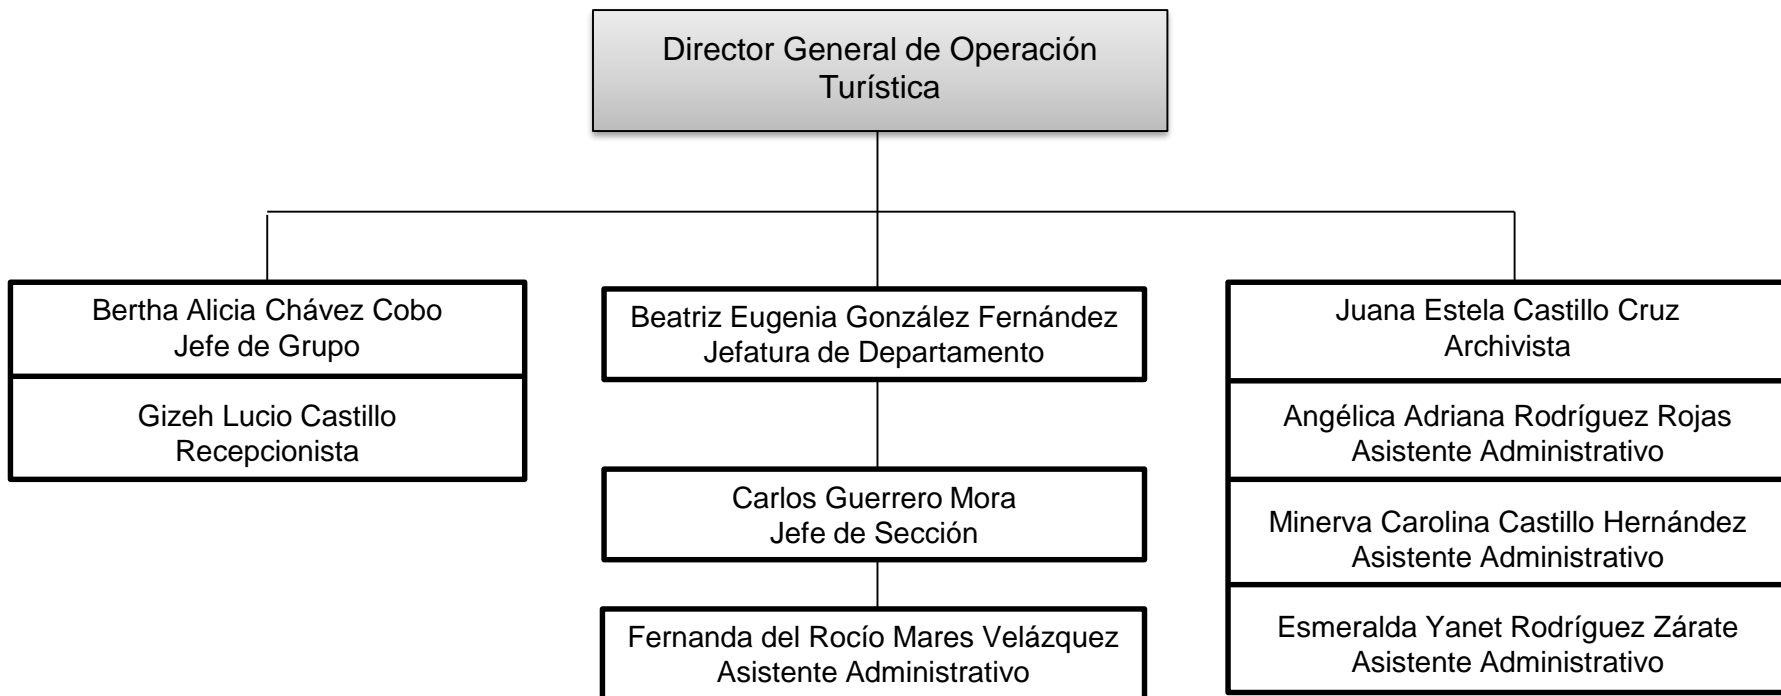 Director General de Operación
Turística
Bertha Alicia Chávez Cobo
Jefe de Grupo
Gizeh Lucio Castillo
Recepcionista
Beatriz Eugenia González Fernández
Jefatura de Departamento
Carlos Guerrero Mora
Jefe de Sección
Fernanda del Rocío Mares Velázquez
Asistente Administrativo
Juana Estela Castillo Cruz
Archivista
Angélica Adriana Rodríguez Rojas
Asistente Administrativo
Minerva Carolina Castillo Hernández
Asistente Administrativo
Esmeralda Yanet Rodríguez Zárate
Asistente Administrativo